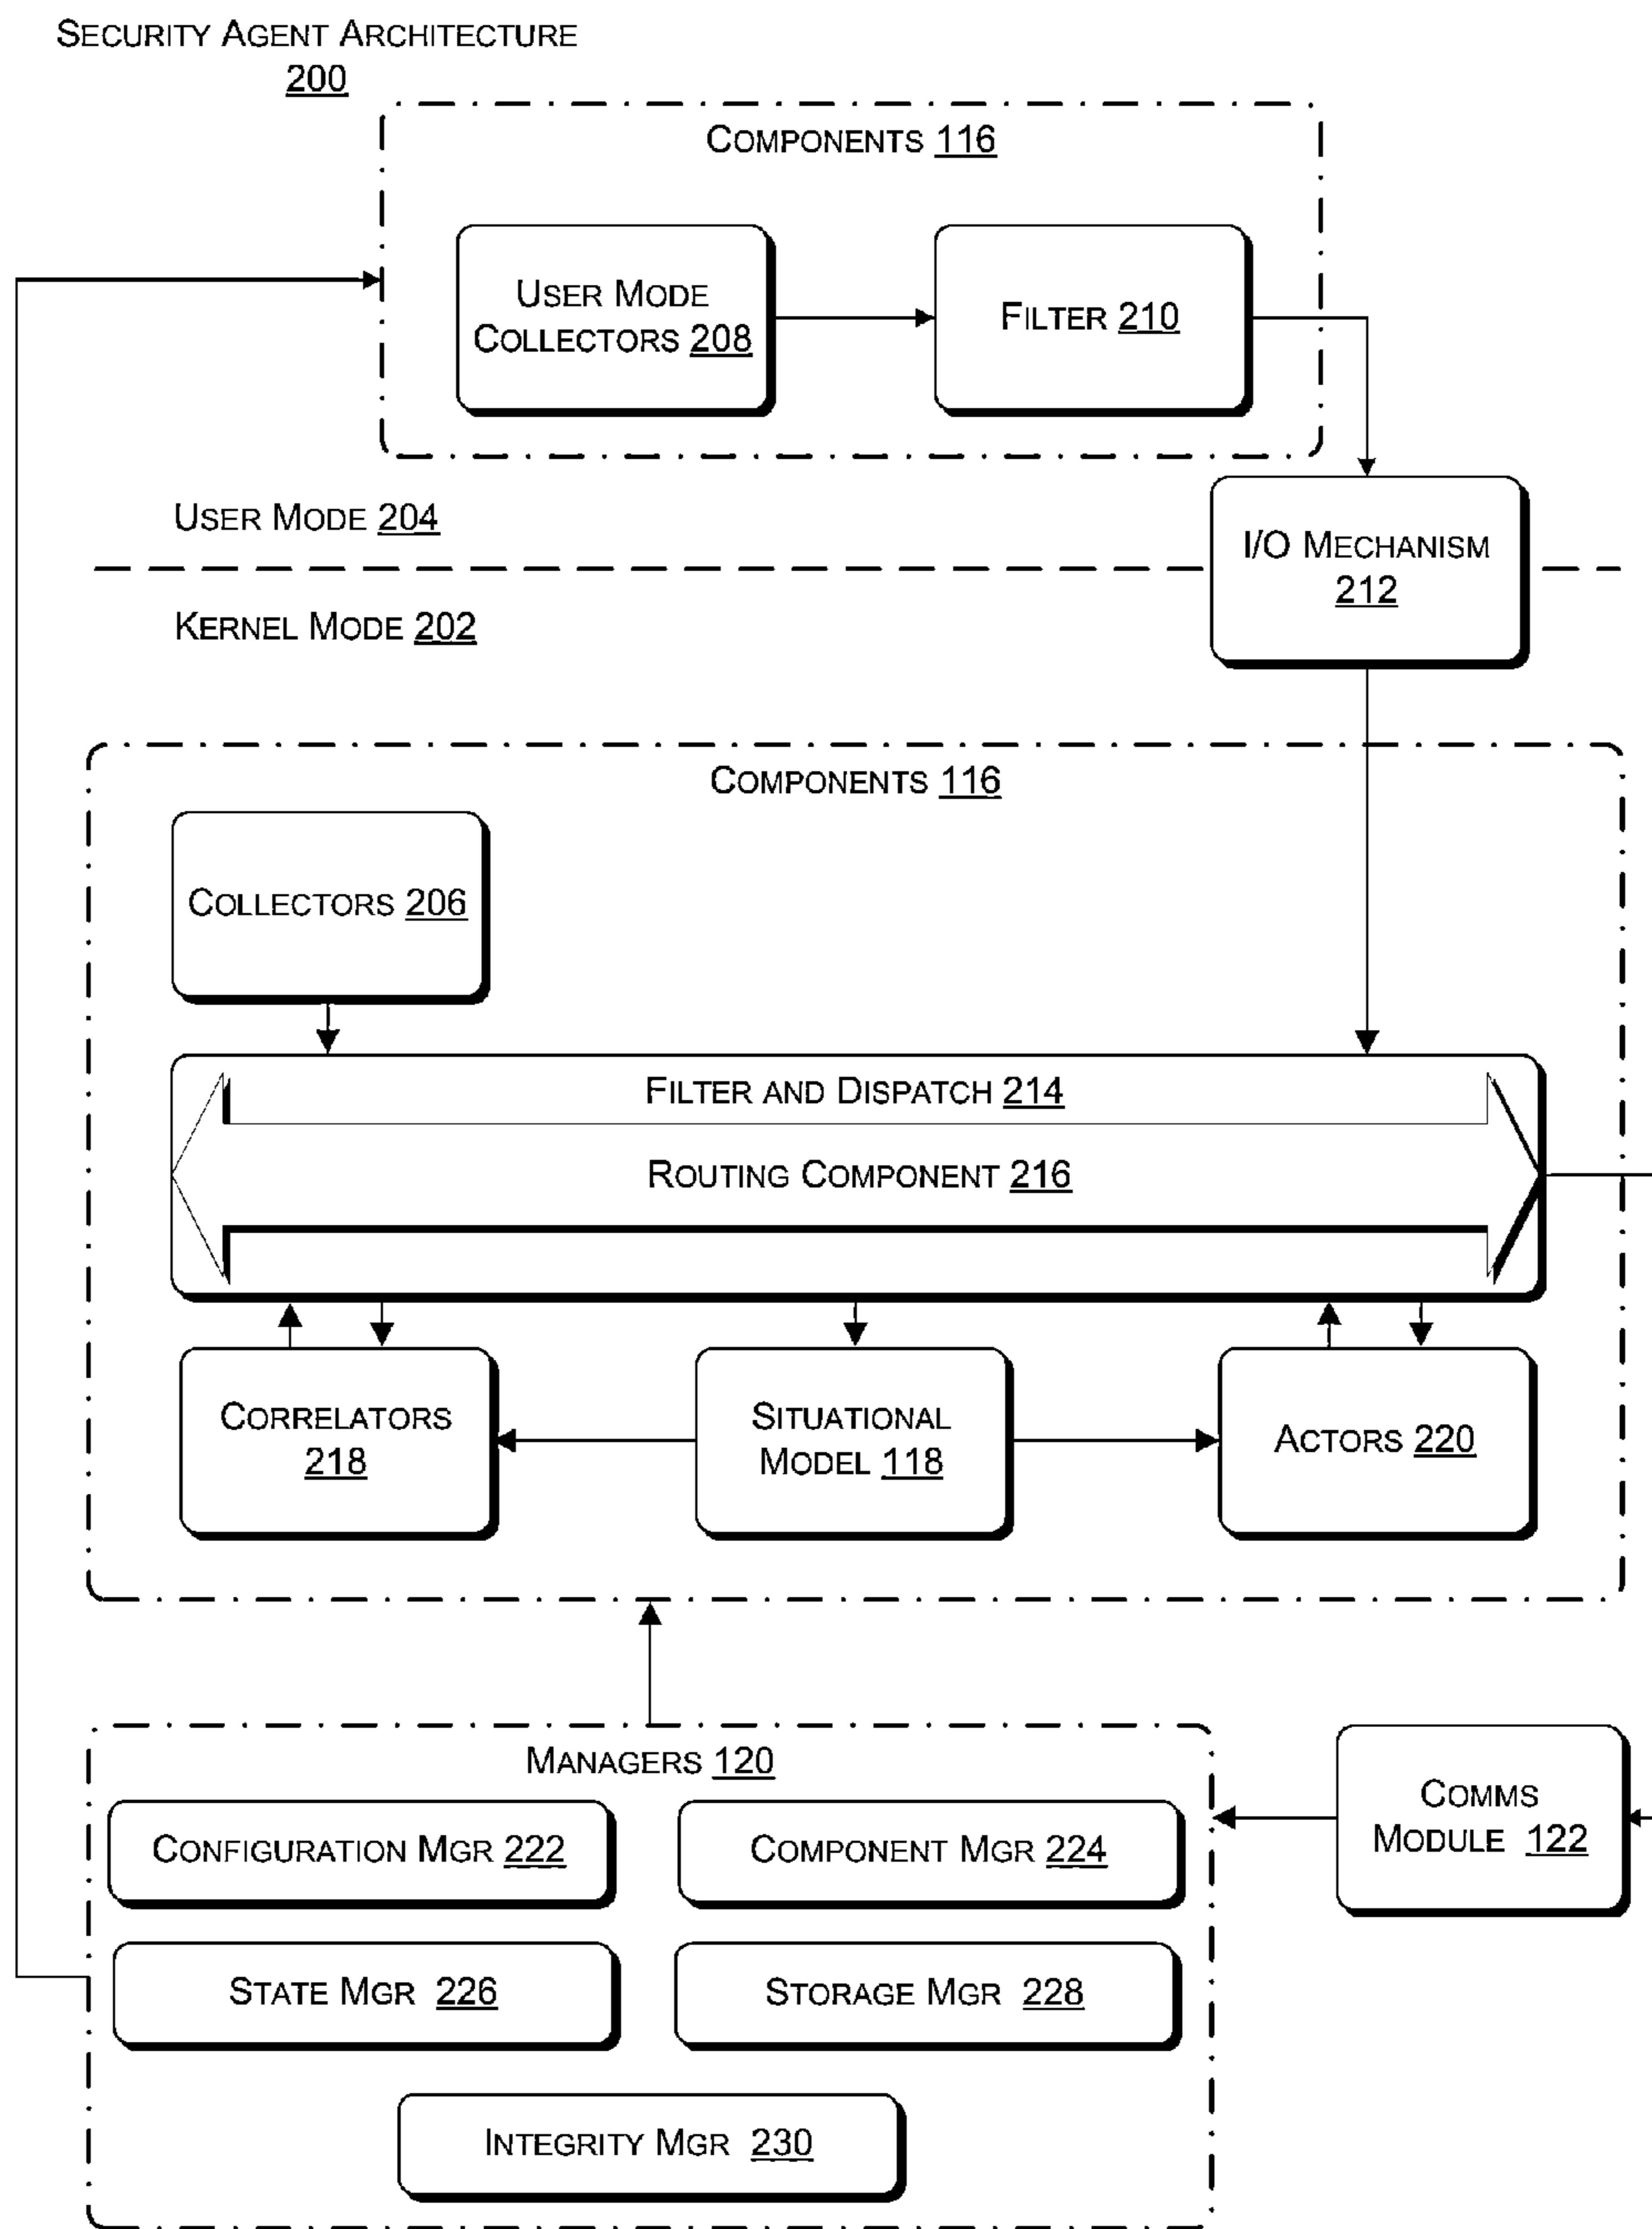 SECURITY AGENT ARCHITECTURE
200
COMPONENTS 116
USER MODE
COLLECTORS 208
FILTER 210
USER MODE 204
I/O MECHANISM
212
KERNEL MODE 202
COMPONENTS 116
COLLECTORS 206
FILTER AND DISPATCH 214
ROUTING COMPONENT 216
CORRELATORS
218
SITUATIONAL
MODEL 118
ACTORS 220
MANAGERS 120
CONFIGURATION MGR 222
COMPONENT MGR 224
COMMS
MODULE 122
STATE MGR 226
STORAGE MGR 228
INTEGRITY MGR 230